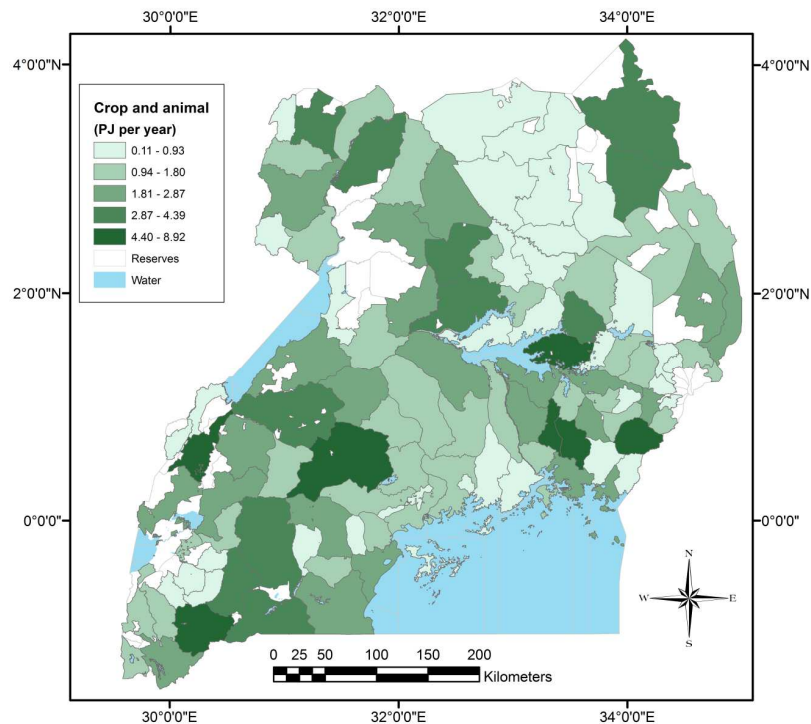 30°0'0"E 32°0'0"E 34°0'0"E
4°0'0"N 4°0'0"N
Crop and animal
(PJ per year)
0.11 - 0.93
0.94 - 1.80
1.81 - 2.87
2.87 - 4.39
4.40 - 8.92
Reserves
Water
2°0'0"N 2°0'0"N
0°0'0"N 0°0'0"N
N
W E
S
0 25 50 100 150 200
Kilometers
30°0'0"E 32°0'0"E 34°0'0"E